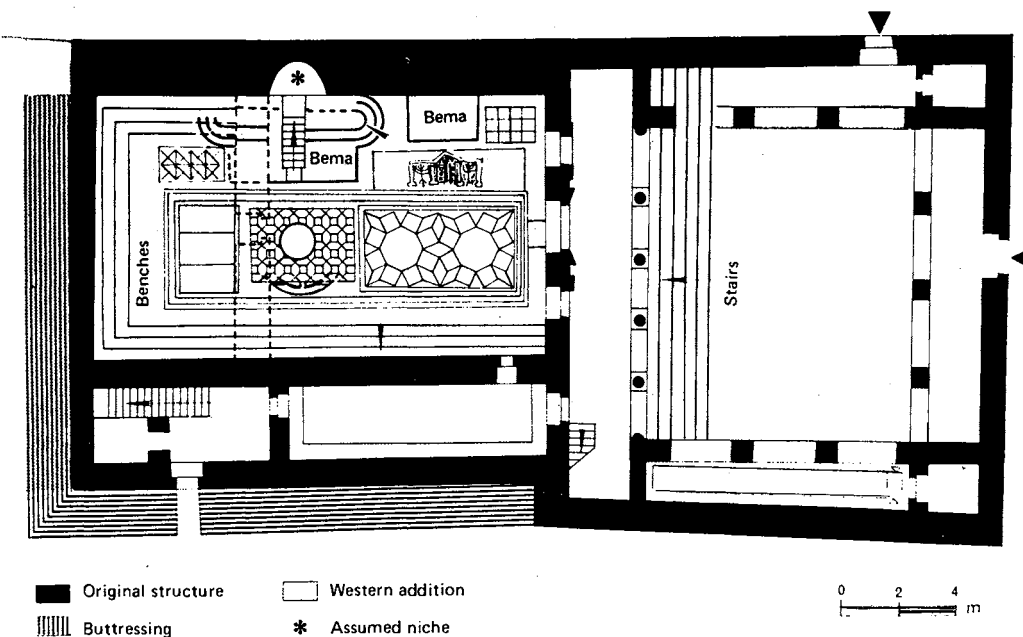 *
Bema
Bema
Benches
Stairs
Original structure
Western addition
Buttressing
* Assumed niche
0 2 4 m